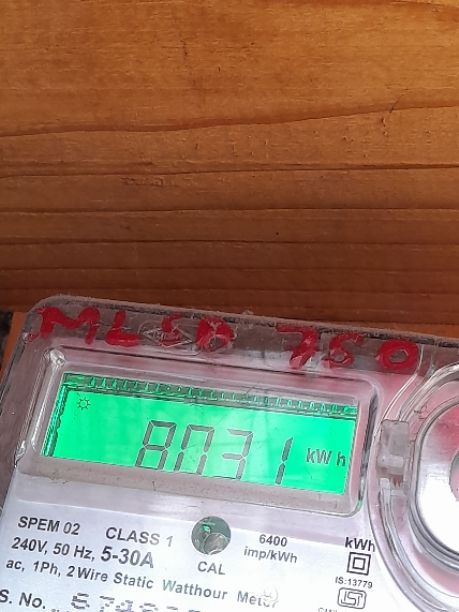 MLSD 750
8031 kWh
SPEM 02 CLASS 1 6400 kWh
240V, 50 Hz, 5-30A CAL imp/kWh
ac, 1Ph, 2 Wire Static Watthour Meter
IS:13779
S. No.
ISI